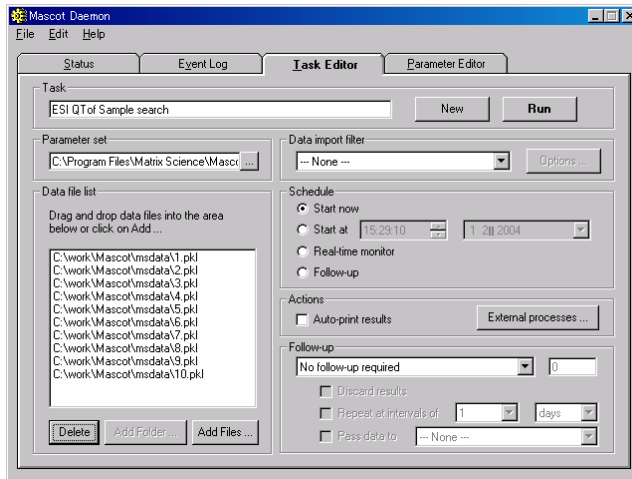 Mascot Daemon
File Edit Help
Status Event Log Task Editor Parameter Editor
Task
ESI QTof Sample search
New Run
Parameter set
C:\Program Files\Matrix Science\Masco ...
Data import filter
--- None --- Options ...
Data file list
Drag and drop data files into the area
below or click on Add ...
C:\work\Mascot\msdata\1.pkl
C:\work\Mascot\msdata\2.pkl
C:\work\Mascot\msdata\3.pkl
C:\work\Mascot\msdata\4.pkl
C:\work\Mascot\msdata\5.pkl
C:\work\Mascot\msdata\6.pkl
C:\work\Mascot\msdata\7.pkl
C:\work\Mascot\msdata\8.pkl
C:\work\Mascot\msdata\9.pkl
C:\work\Mascot\msdata\10.pkl
Delete Add Folder ... Add Files ...
Schedule
Start now
Start at 15:29:10 1 2|| 2004
Real-time monitor
Follow-up
Actions
Auto-print results External processes ...
Follow-up
No follow-up required 0
Discard results
Repeat at intervals of 1 days
Pass data to --- None ---